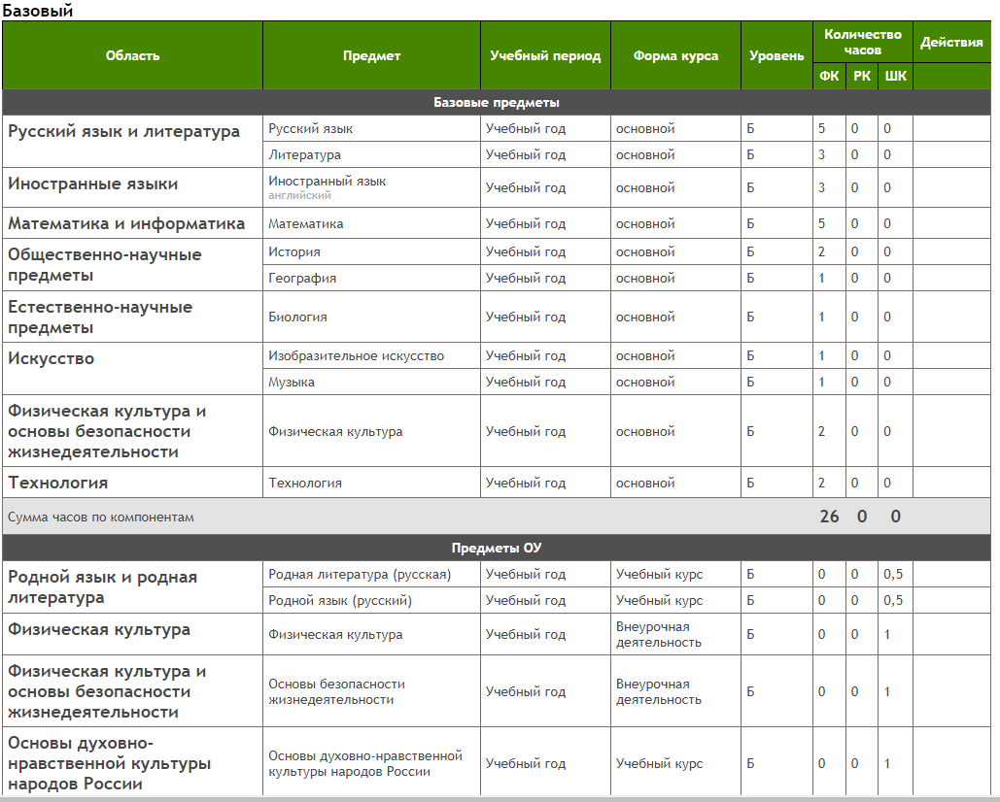 Базовый
Область Предмет Учебный период Форма курса Уровень Количество часов Действия
ФК РК ШК
Базовые предметы
Русский язык и литература Русский язык Учебный год основной Б 5 0 0
Литература Учебный год основной Б 3 0 0
Иностранные языки Иностранный язык английский Учебный год основной Б 3 0 0
Математика и информатика Математика Учебный год основной Б 5 0 0
Общественно-научные предметы История Учебный год основной Б 2 0 0
География Учебный год основной Б 1 0 0
Естественно-научные предметы Биология Учебный год основной Б 1 0 0
Искусство Изобразительное искусство Учебный год основной Б 1 0 0
Музыка Учебный год основной Б 1 0 0
Физическая культура и основы безопасности жизнедеятельности Физическая культура Учебный год основной Б 2 0 0
Технология Технология Учебный год основной Б 2 0 0
Сумма часов по компонентам 26 0 0
Предметы ОУ
Родной язык и родная литература Родная литература (русская) Учебный год Учебный курс Б 0 0 0,5
Родной язык (русский) Учебный год Учебный курс Б 0 0 0,5
Физическая культура Физическая культура Учебный год Внеурочная деятельность Б 0 0 1
Физическая культура и основы безопасности жизнедеятельности Основы безопасности жизнедеятельности Учебный год Внеурочная деятельность Б 0 0 1
Основы духовно-нравственной культуры народов России Основы духовно-нравственной культуры народов России Учебный год Учебный курс Б 0 0 1